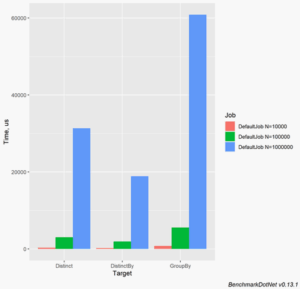 Time, us
60000
40000
20000
0
Distinct
DistinctBy
GroupBy
Target
Job
DefaultJob N=10000
DefaultJob N=100000
DefaultJob N=1000000
BenchmarkDotNet v0.13.1